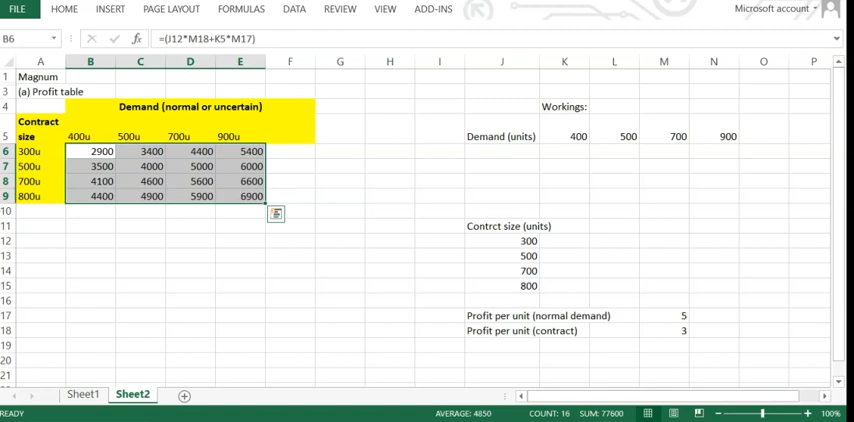 FILE HOME INSERT PAGE LAYOUT FORMULAS DATA REVIEW VIEW ADD-INS Microsoft account
B6 fx =(J12*M18+K5*M17)
A B C D E F G H I J K L M N O P
1 Magnum
3 (a) Profit table
4 Demand (normal or uncertain) Workings:
Contract
5 size 400u 500u 700u 900u Demand (units) 400 500 700 900
6 300u 2900 3400 4400 5400
7 500u 3500 4000 5000 6000
8 700u 4100 4600 5600 6600
9 800u 4400 4900 5900 6900
10
11 Contrct size (units)
12 300
13 500
14 700
15 800
16
17 Profit per unit (normal demand) 5
18 Profit per unit (contract) 3
19
20
21
Sheet1 Sheet2
READY AVERAGE: 4850 COUNT: 16 SUM: 77600 100%